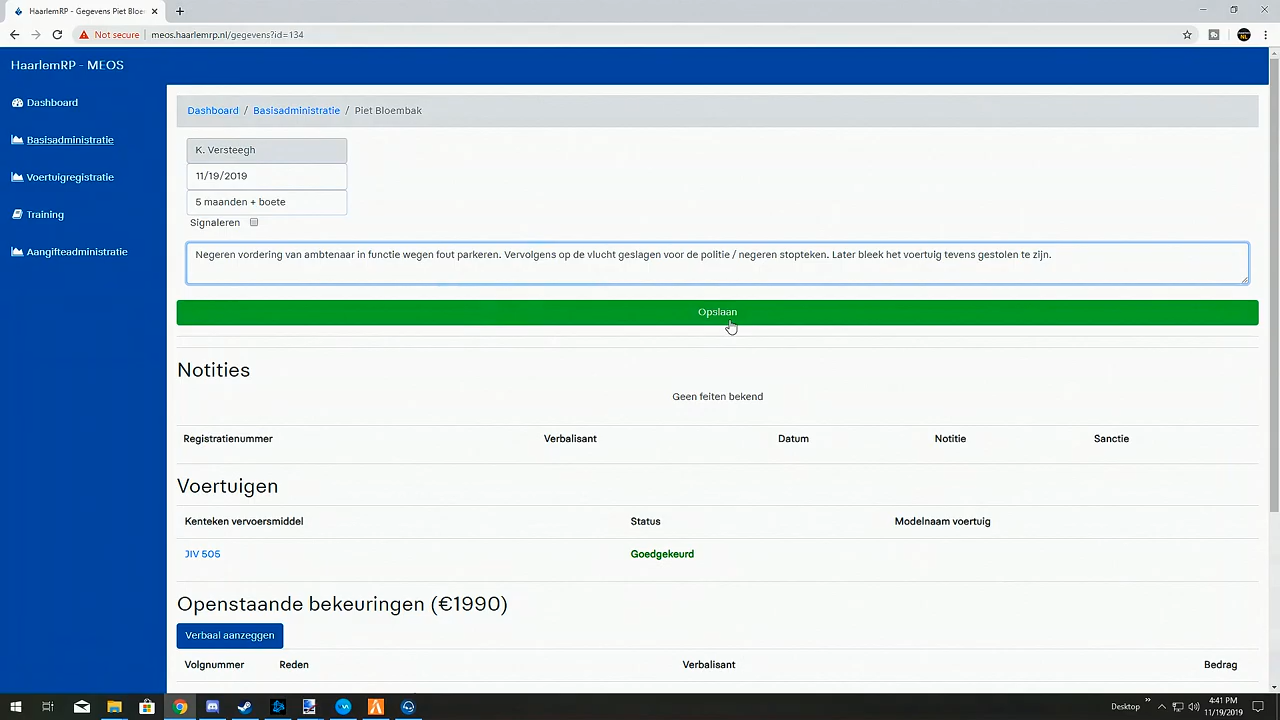 HaarlemRP - Gegevens Piet Bloe
Not secure
meos.haarlemrp.nl/gegevens?id=134
HaarlemRP - MEOS
Dashboard
Basisadministratie
Voertuigregistratie
Training
Aangifteadministratie
Dashboard / Basisadministratie / Piet Bloembak
K. Versteegh
11/19/2019
5 maanden + boete
Signaleren
Negeren vordering van ambtenaar in functie wegen fout parkeren. Vervolgens op de vlucht geslagen voor de politie / negeren stopteken. Later bleek het voertuig tevens gestolen te zijn.
Opslaan
Notities
Geen feiten bekend
Registratienummer Verbalisant Datum Notitie Sanctie
Voertuigen
Kenteken vervoersmiddel Status Modelnaam voertuig
JIV 505 Goedgekeurd
Openstaande bekeuringen (€1990)
Verbaal aanzeggen
Volgnummer Reden Verbalisant Bedrag
Desktop
4:41 PM
11/19/2019